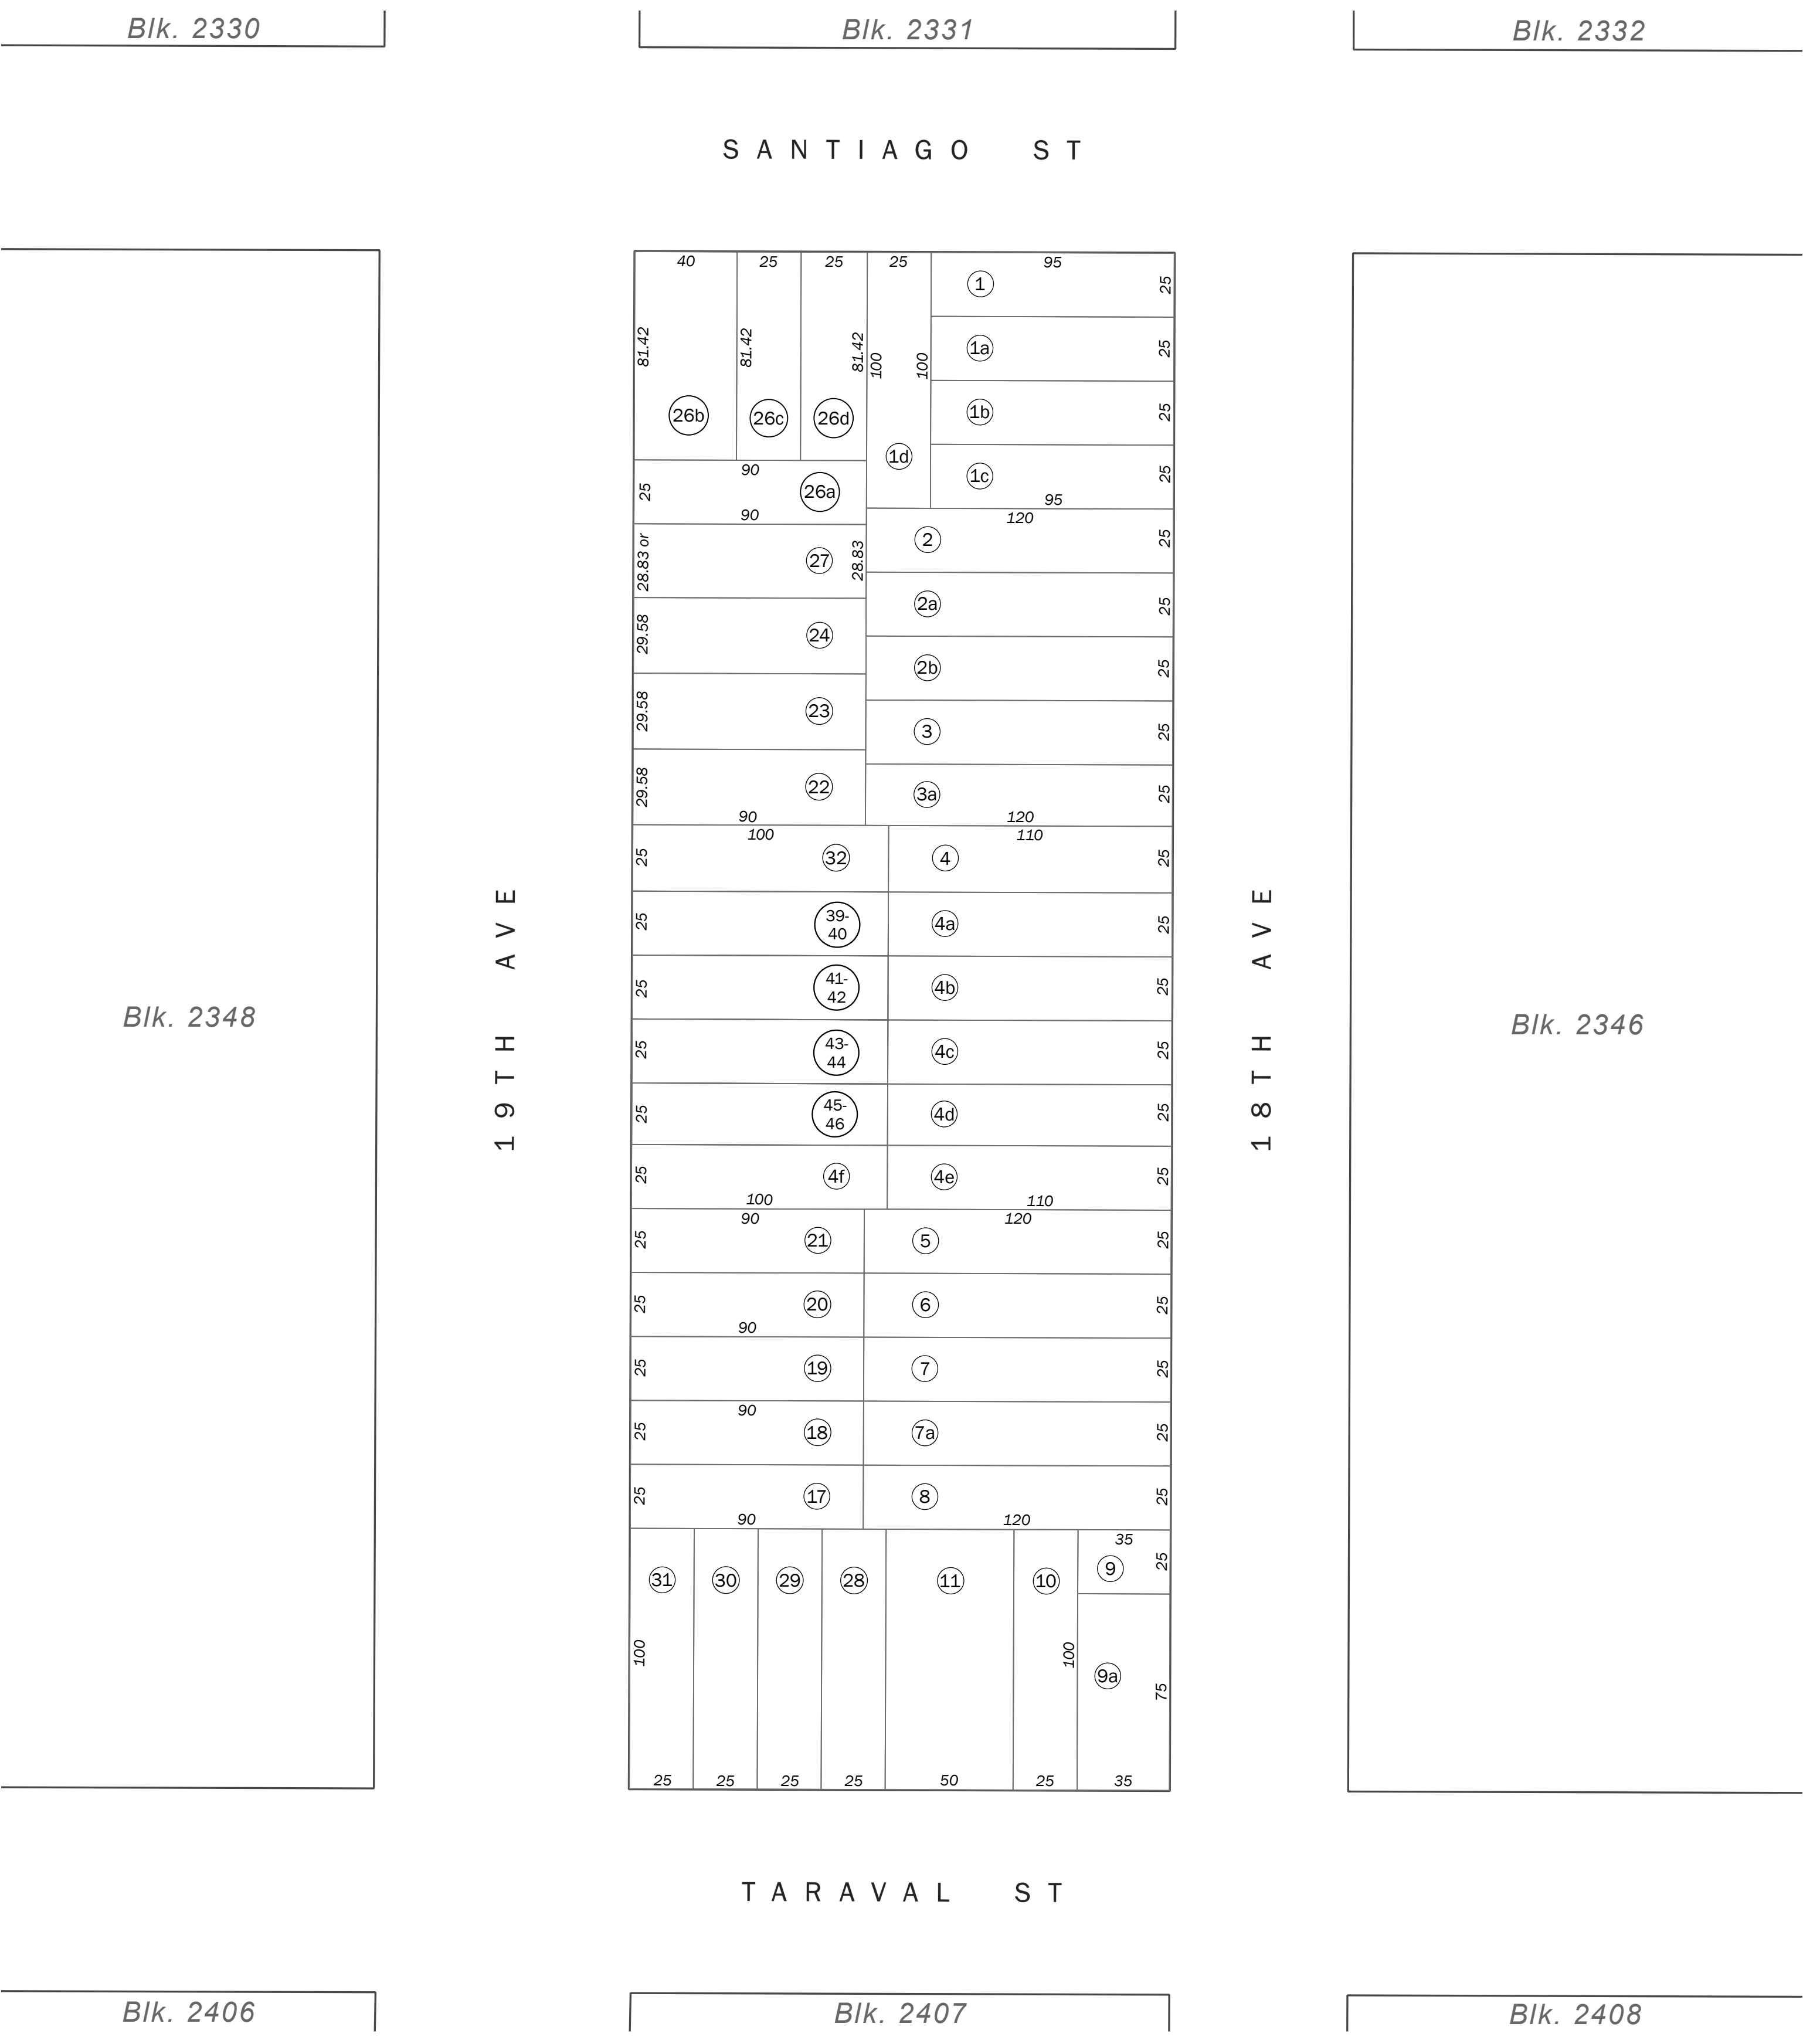 Blk. 2330
Blk. 2331
Blk. 2332
SANTIAGO ST
40 25 25 25 95
1 25
81.42 81.42 81.42 100 100
1a 25
26b 26c 26d
1b 25
1d
1c 25
95
90
25 26a
90
120
2 25
28.83 or 27 28.83
2a 25
29.58 24
2b 25
29.58 23
3 25
29.58 22
3a 25
90 120
100 110
25 32 4 25
25 39-
40 4a 25
25 41-
42 4b 25
25 43-
44 4c 25
25 45-
46 4d 25
25 4f 4e 25
100 110
90 120
25 21 5 25
25 20 6 25
90
25 19 7 25
90
25 18 7a 25
25 17 8 25
90 120
35
9 25
31 30 29 28 11 10
100 100
9a 75
25 25 25 25 50 25 35
19TH AVE
18TH AVE
Blk. 2348
Blk. 2346
TARAVAL ST
Blk. 2406
Blk. 2407
Blk. 2408